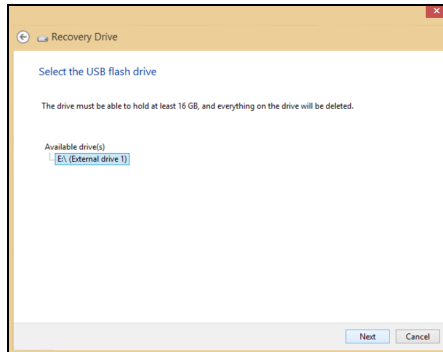 Recovery Drive
Select the USB flash drive
The drive must be able to hold at least 16 GB, and everything on the drive will be deleted.
Available drive(s)
E:\ (External drive 1)
Next Cancel